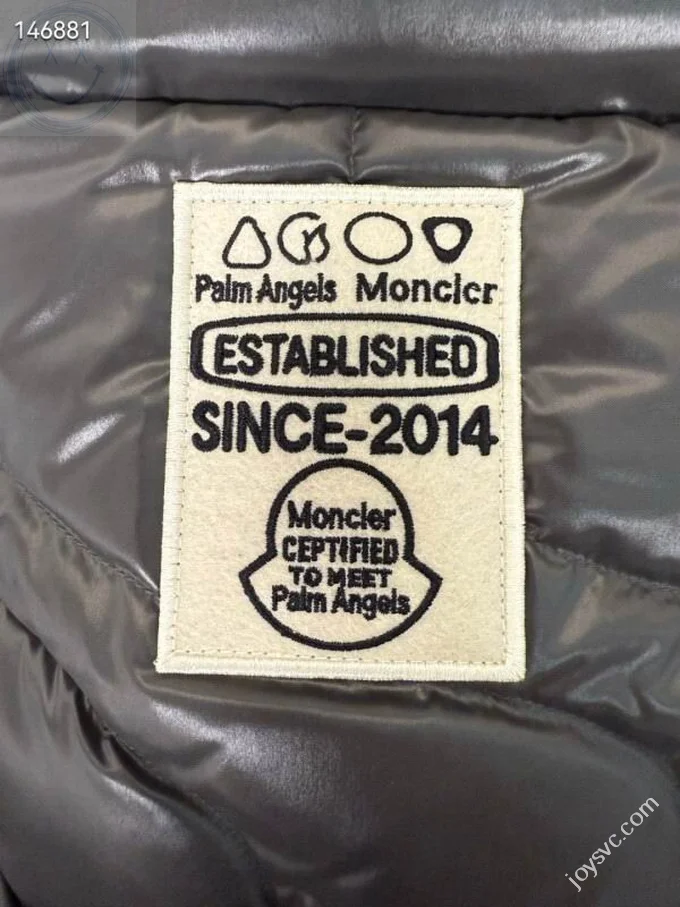 146881
Palm Angels Moncler
ESTABLISHED
SINCE-2014
Moncler
CEPTIFIED
TO MEET
Palm Angels
joysvc.com